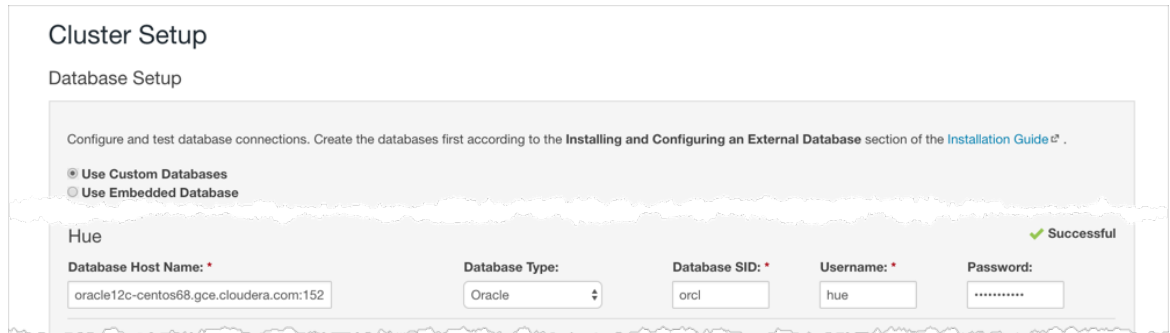 Cluster Setup
Database Setup
Configure and test database connections. Create the databases first according to the Installing and Configuring an External Database section of the Installation Guide .
Use Custom Databases
Use Embedded Database
Hue
Successful
Database Host Name: * Database Type: Database SID: * Username: * Password:
oracle12c-centos68.gce.cloudera.com:152 Oracle orcl hue •••••••••••